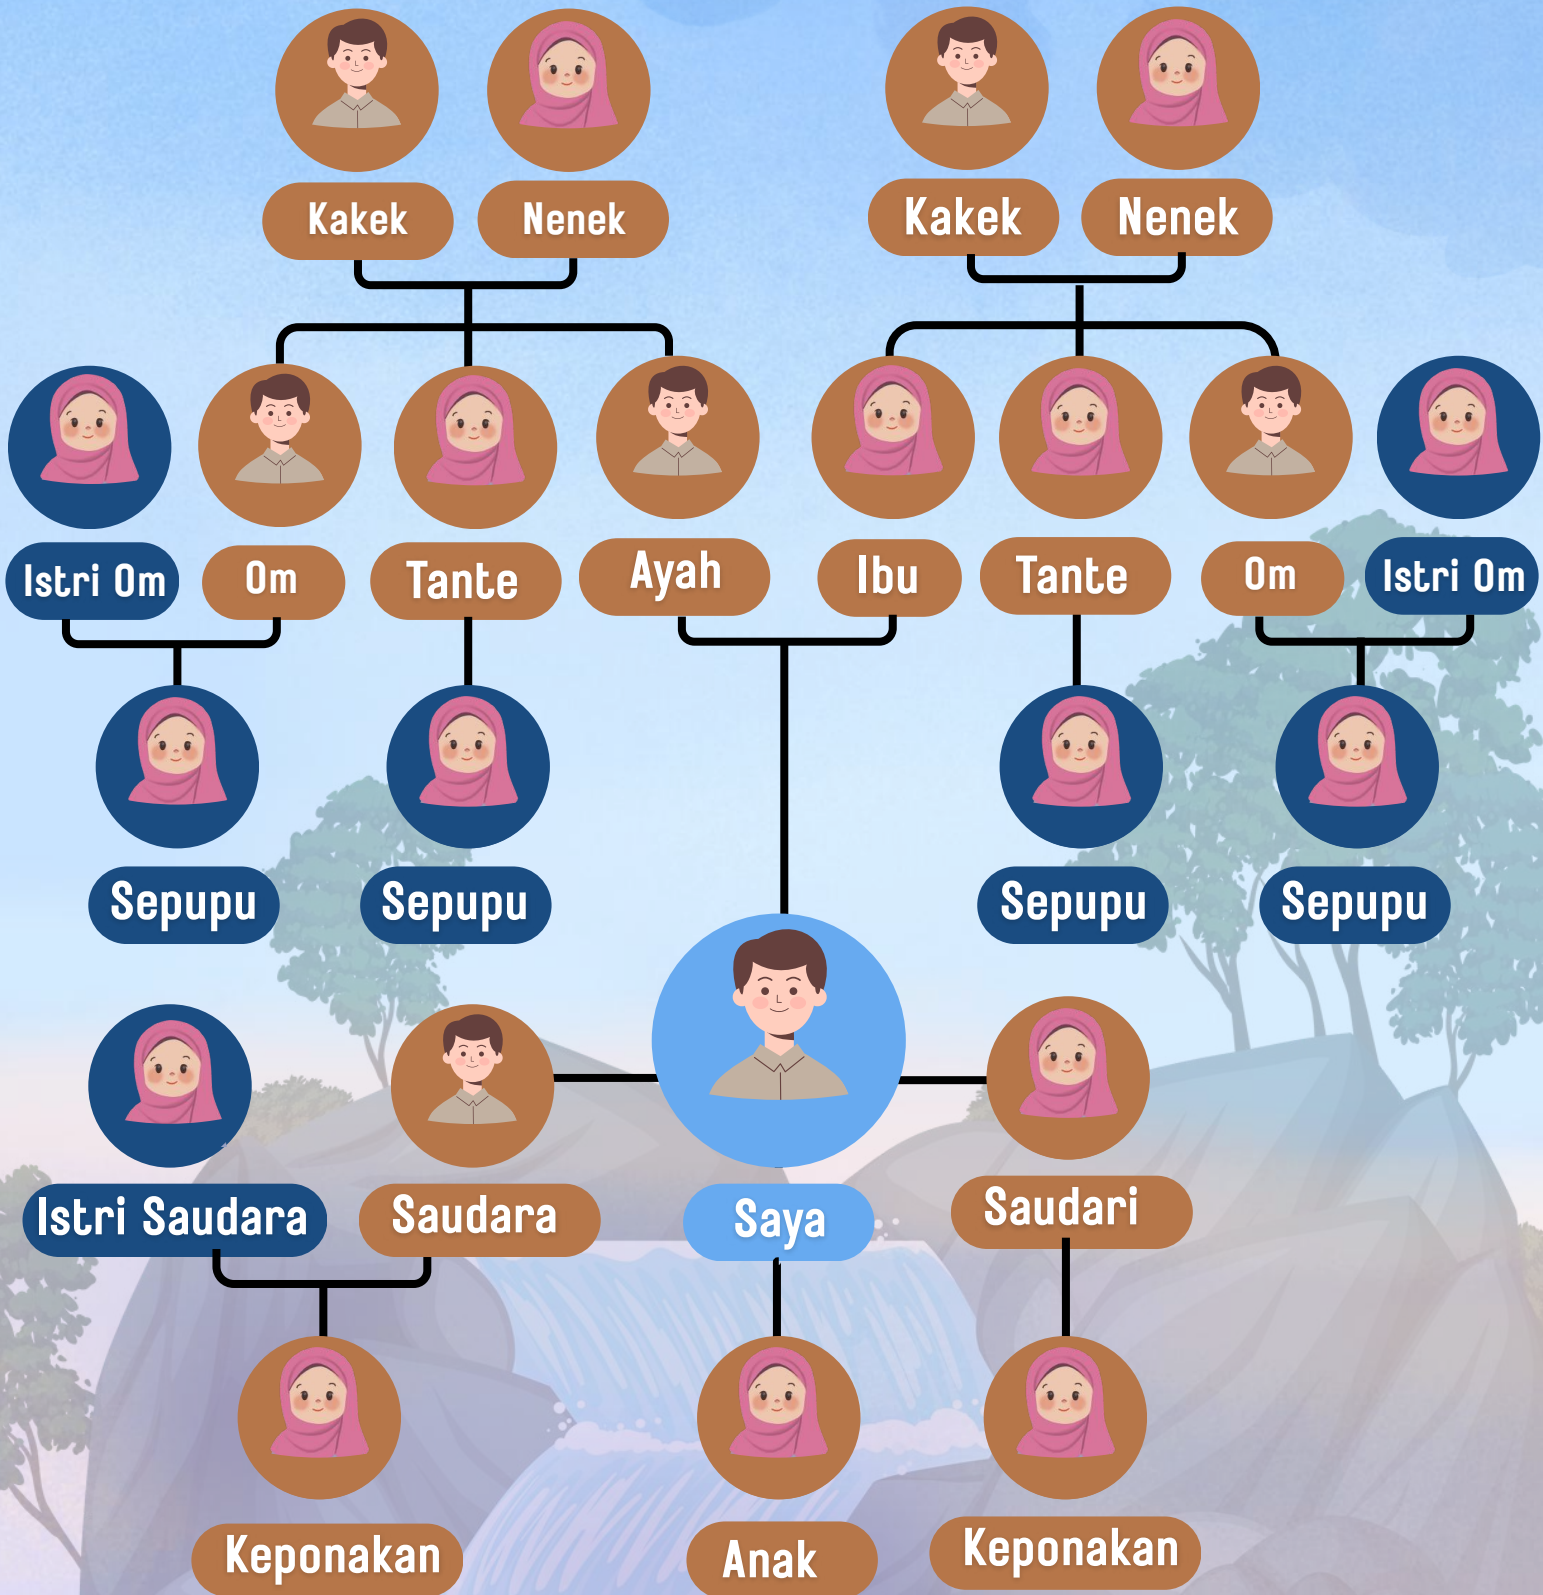 Kakek
Nenek
Kakek
Nenek
Istri Om
Om
Tante
Ayah
Ibu
Tante
Om
Istri Om
Sepupu
Sepupu
Sepupu
Sepupu
Istri Saudara
Saudara
Saya
Saudari
Keponakan
Anak
Keponakan